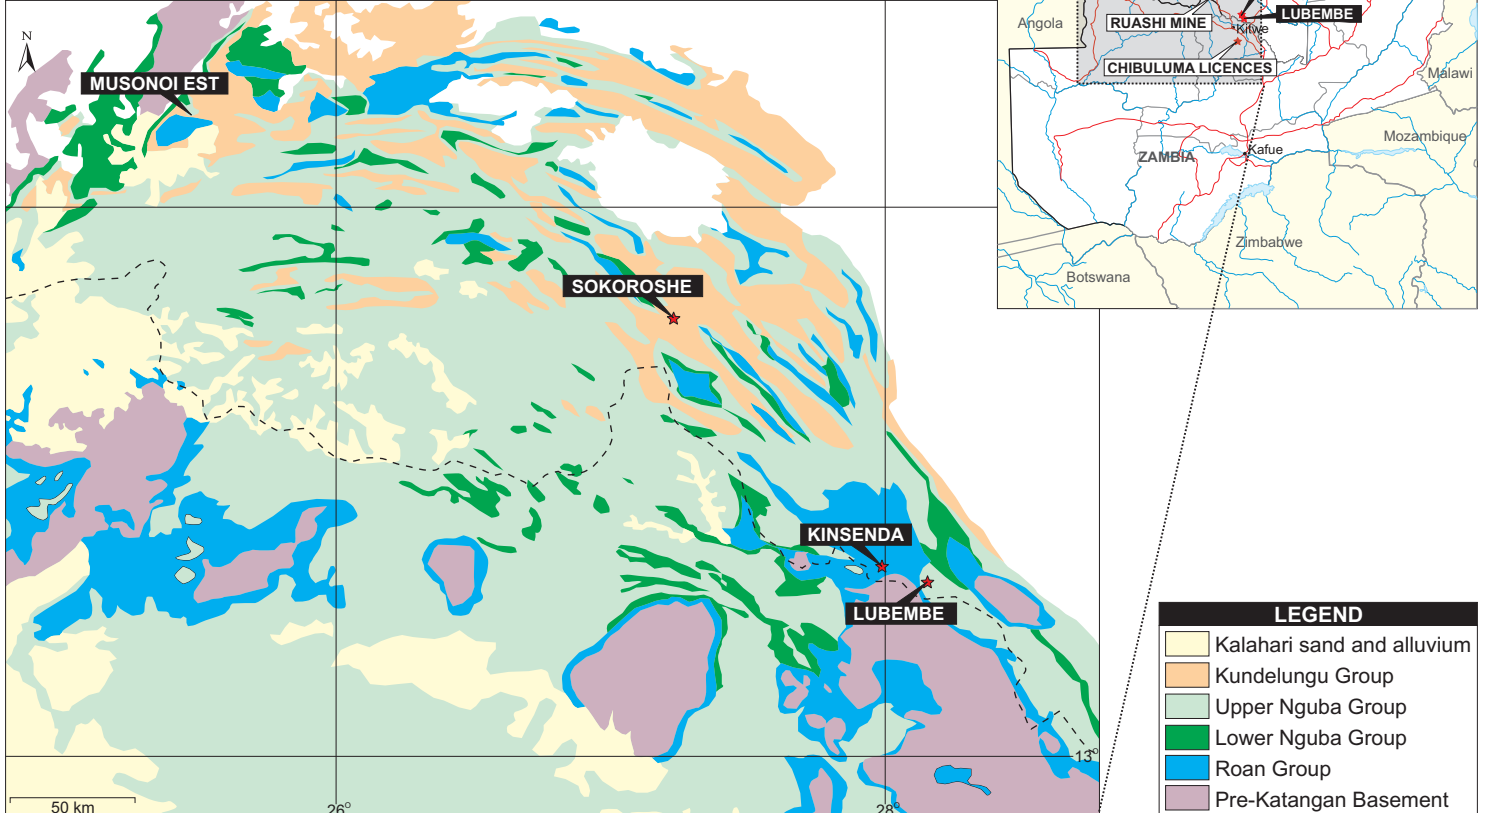 N
MUSONOI EST
SOKOROSHE
KINSENDA
LUBEMBE
50 km
26°
28°
13°
Angola
RUASHI MINE
LUBEMBE
Kitwe
CHIBULUMA LICENCES
Malawi
Mozambique
ZAMBIA
Kafue
Zimbabwe
Botswana
LEGEND
Kalahari sand and alluvium
Kundelungu Group
Upper Nguba Group
Lower Nguba Group
Roan Group
Pre-Katangan Basement